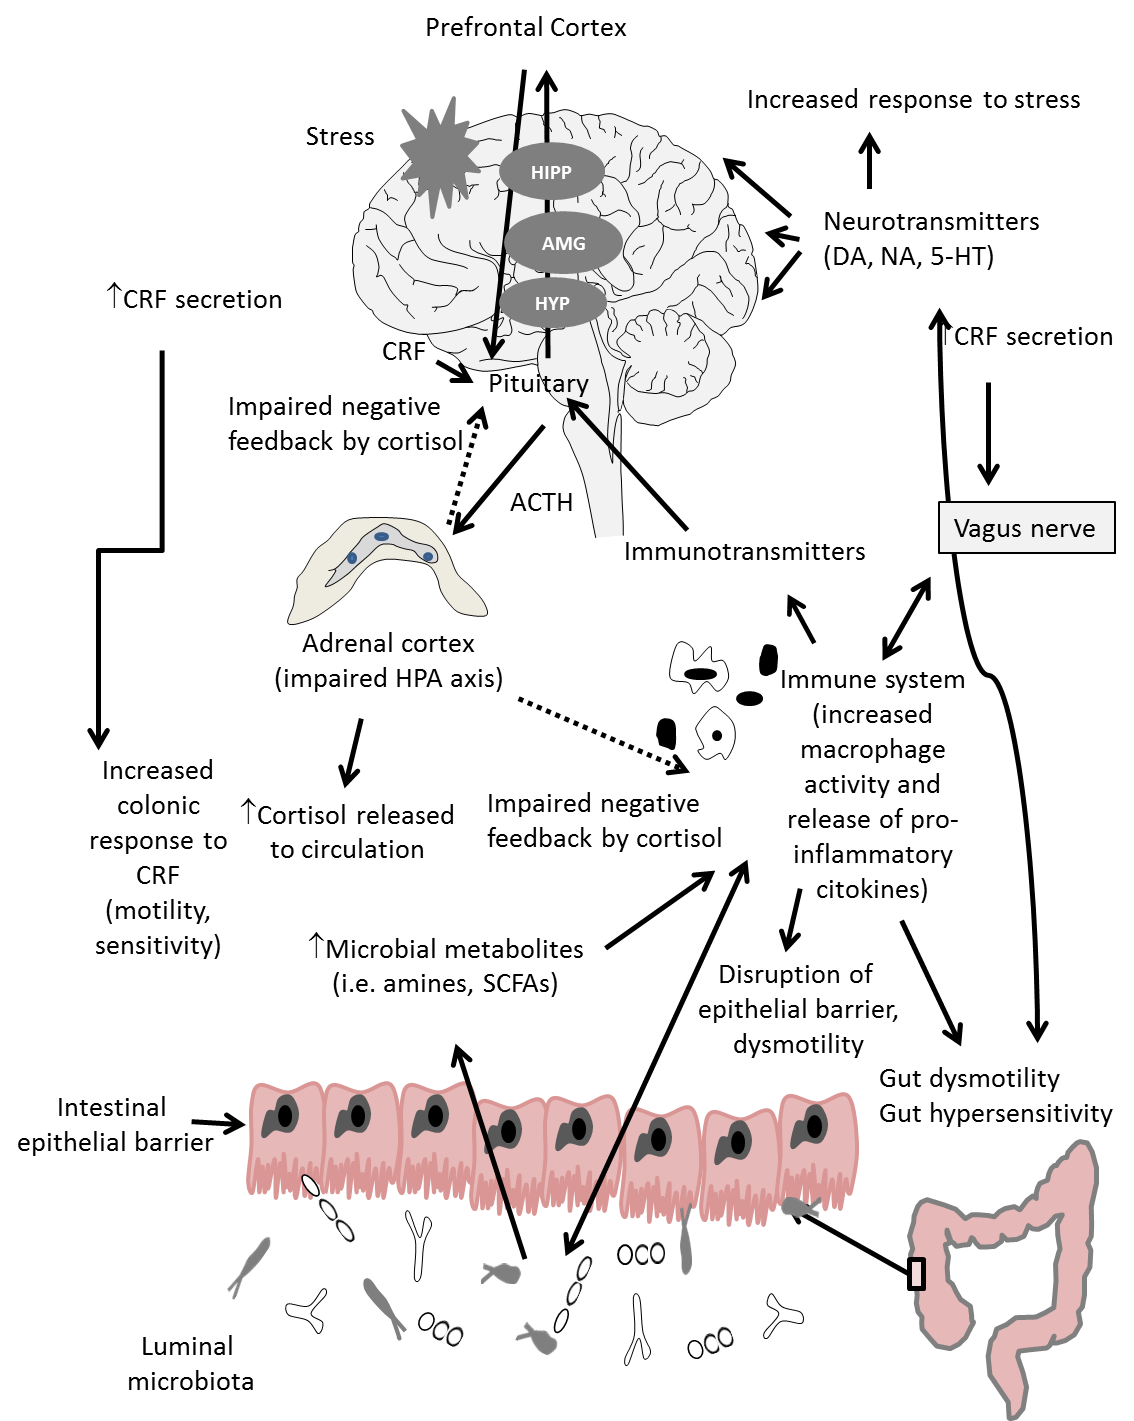 Prefrontal Cortex
Stress
Increased response to stress
HIPP
AMG
HYP
Neurotransmitters
(DA, NA, 5-HT)
↑CRF secretion
↑CRF secretion
CRF
Pituitary
Impaired negative
feedback by cortisol
ACTH
Vagus nerve
Immunotransmitters
Adrenal cortex
(impaired HPA axis)
Immune system
(increased
macrophage
activity and
release of pro-
inflammatory
citokines)
Increased
colonic
response to
CRF
(motility,
sensitivity)
↑Cortisol released
to circulation
Impaired negative
feedback by cortisol
↑Microbial metabolites
(i.e. amines, SCFAs)
Disruption of
epithelial barrier,
dysmotility
Gut dysmotility
Gut hypersensitivity
Intestinal
epithelial barrier
Luminal
microbiota